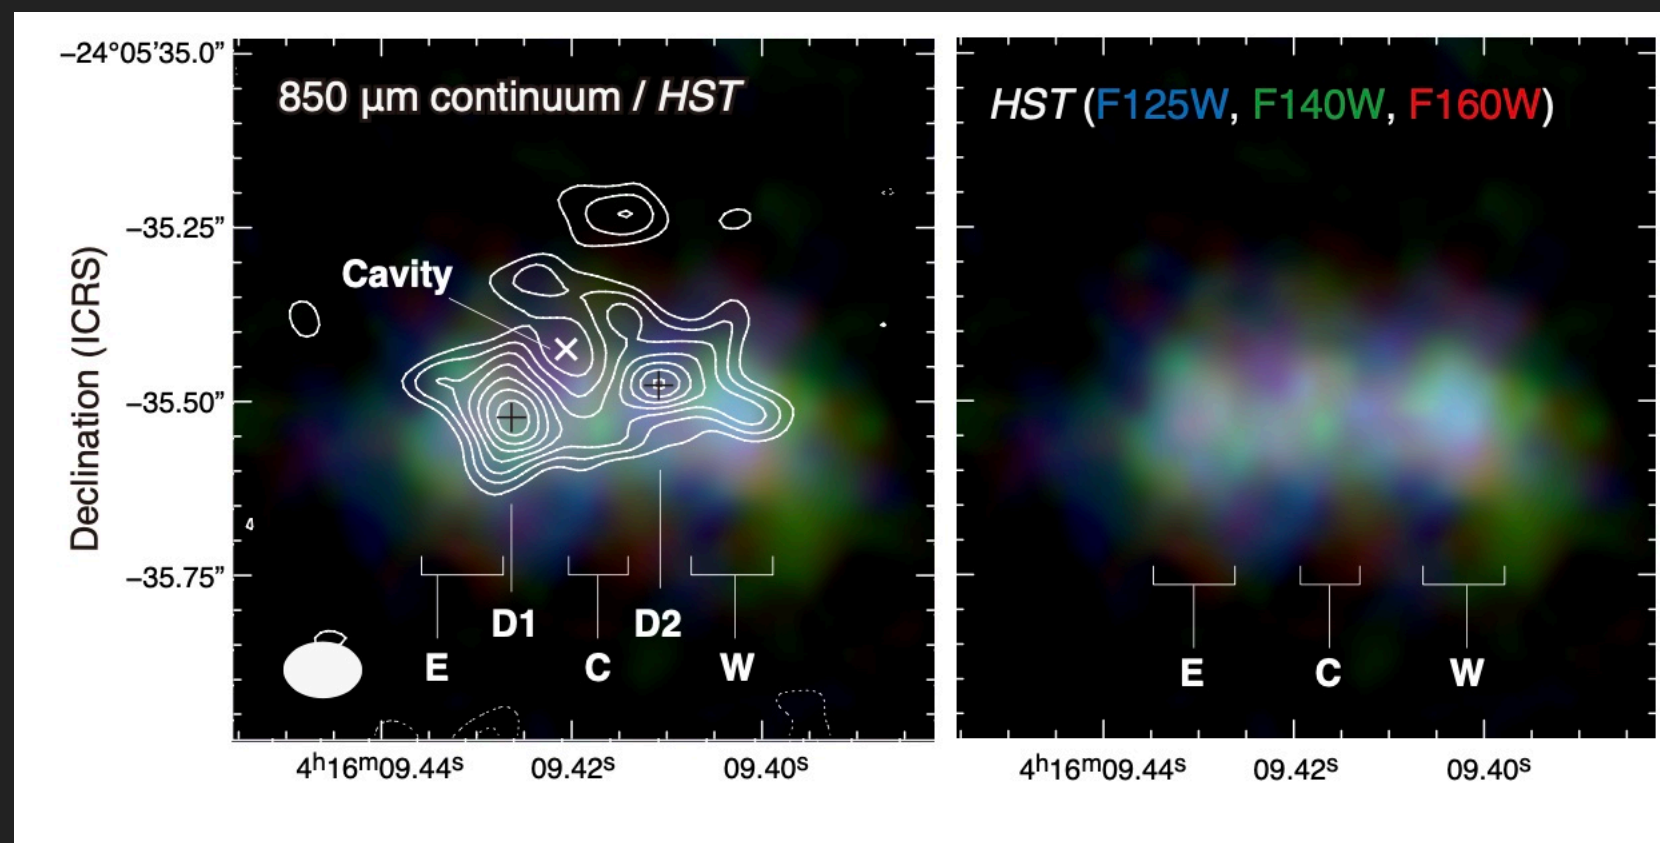 −24°05'35.0"
850 μm continuum / HST
HST (F125W, F140W, F160W)
−35.25"
Cavity
Declination (ICRS)
−35.50"
−35.75"
D1
D2
E
C
W
E
C
W
4h16m09.44s
09.42s
09.40s
4h16m09.44s
09.42s
09.40s